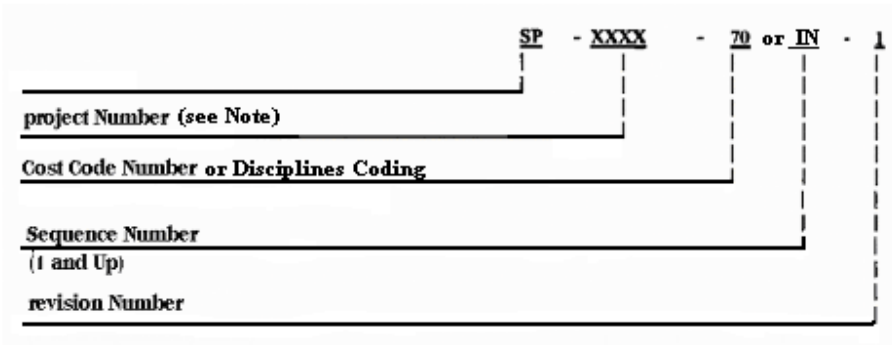 SP - XXXX - 70 or IN - 1
project Number (see Note)
Cost Code Number or Disciplines Coding
Sequence Number
(1 and Up)
revision Number